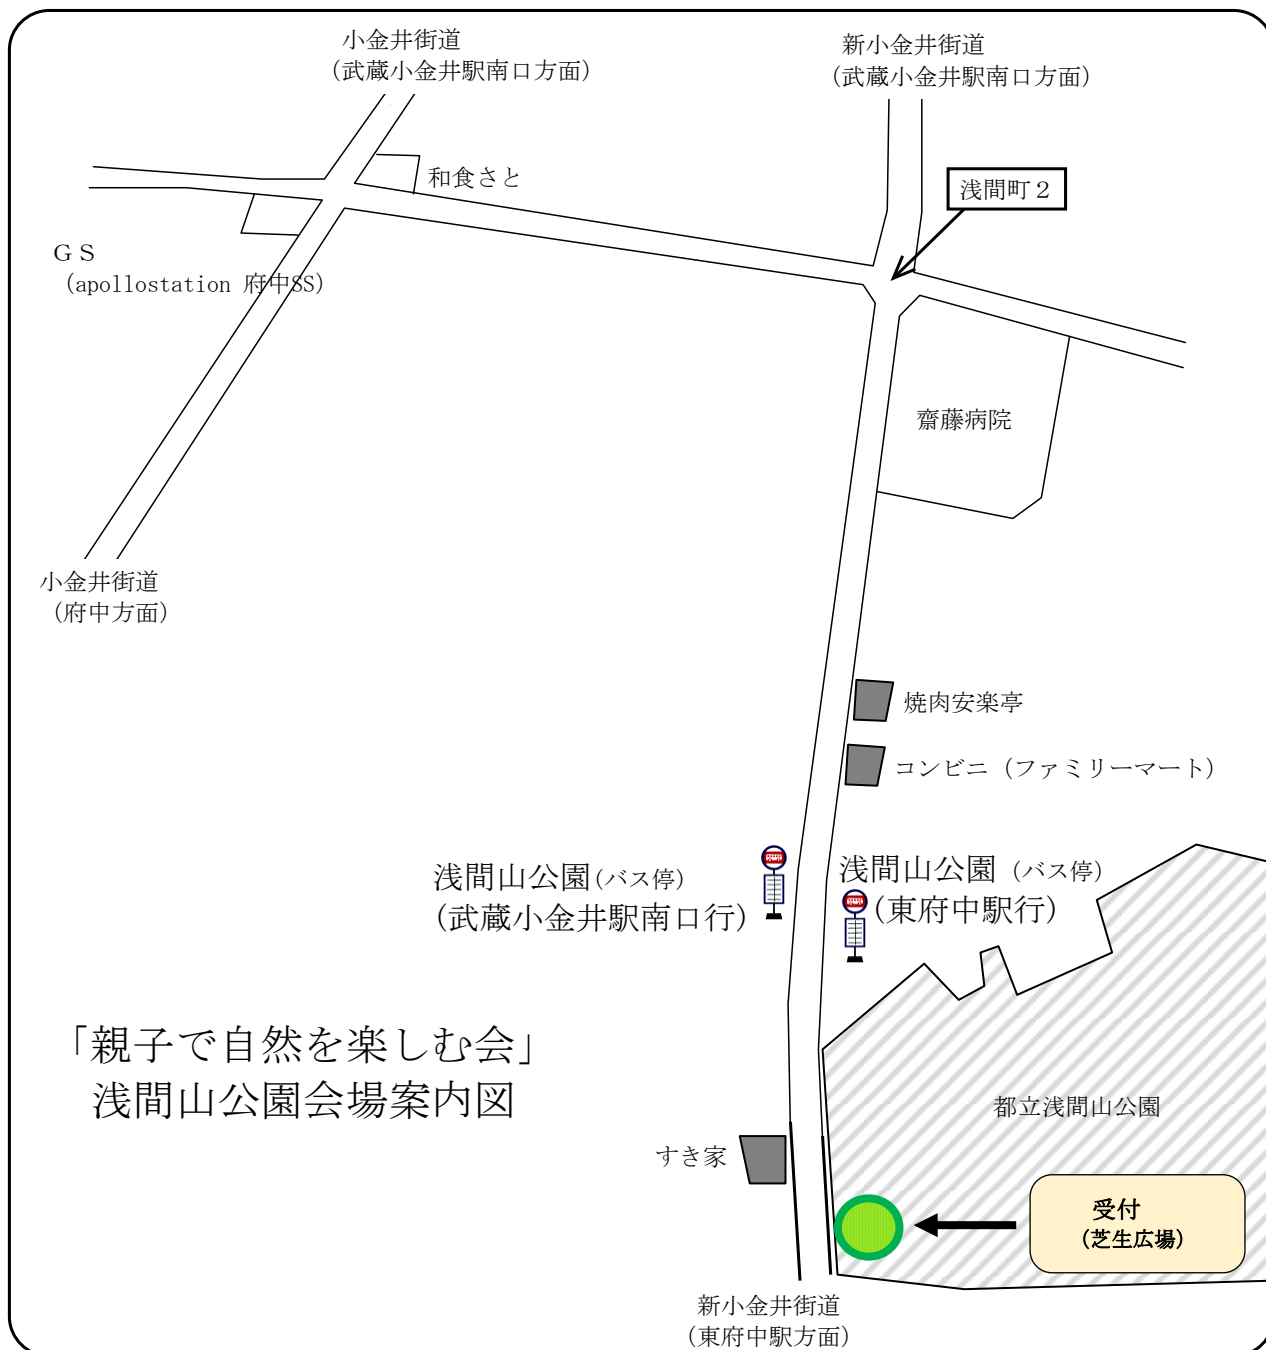 小金井街道
(武蔵小金井駅南口方面)
新小金井街道
(武蔵小金井駅南口方面)
浅間町２
和食さと
ＧＳ
(apollostation 府中SS)
齋藤病院
小金井街道
(府中方面)
焼肉安楽亭
コンビニ（ファミリーマート）
浅間山公園(バス停)
(武蔵小金井駅南口行)
浅間山公園（バス停）
(東府中駅行)
「親子で自然を楽しむ会」
浅間山公園会場案内図
都立浅間山公園
すき家
受付
(芝生広場)
新小金井街道
(東府中駅方面)